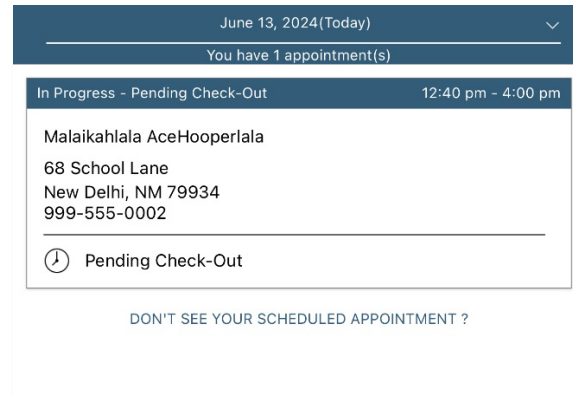 June 13, 2024(Today)
You have 1 appointment(s)
In Progress - Pending Check-Out 12:40 pm - 4:00 pm
Malaikahlala AceHooperlala
68 School Lane
New Delhi, NM 79934
999-555-0002
Pending Check-Out
DON'T SEE YOUR SCHEDULED APPOINTMENT ?